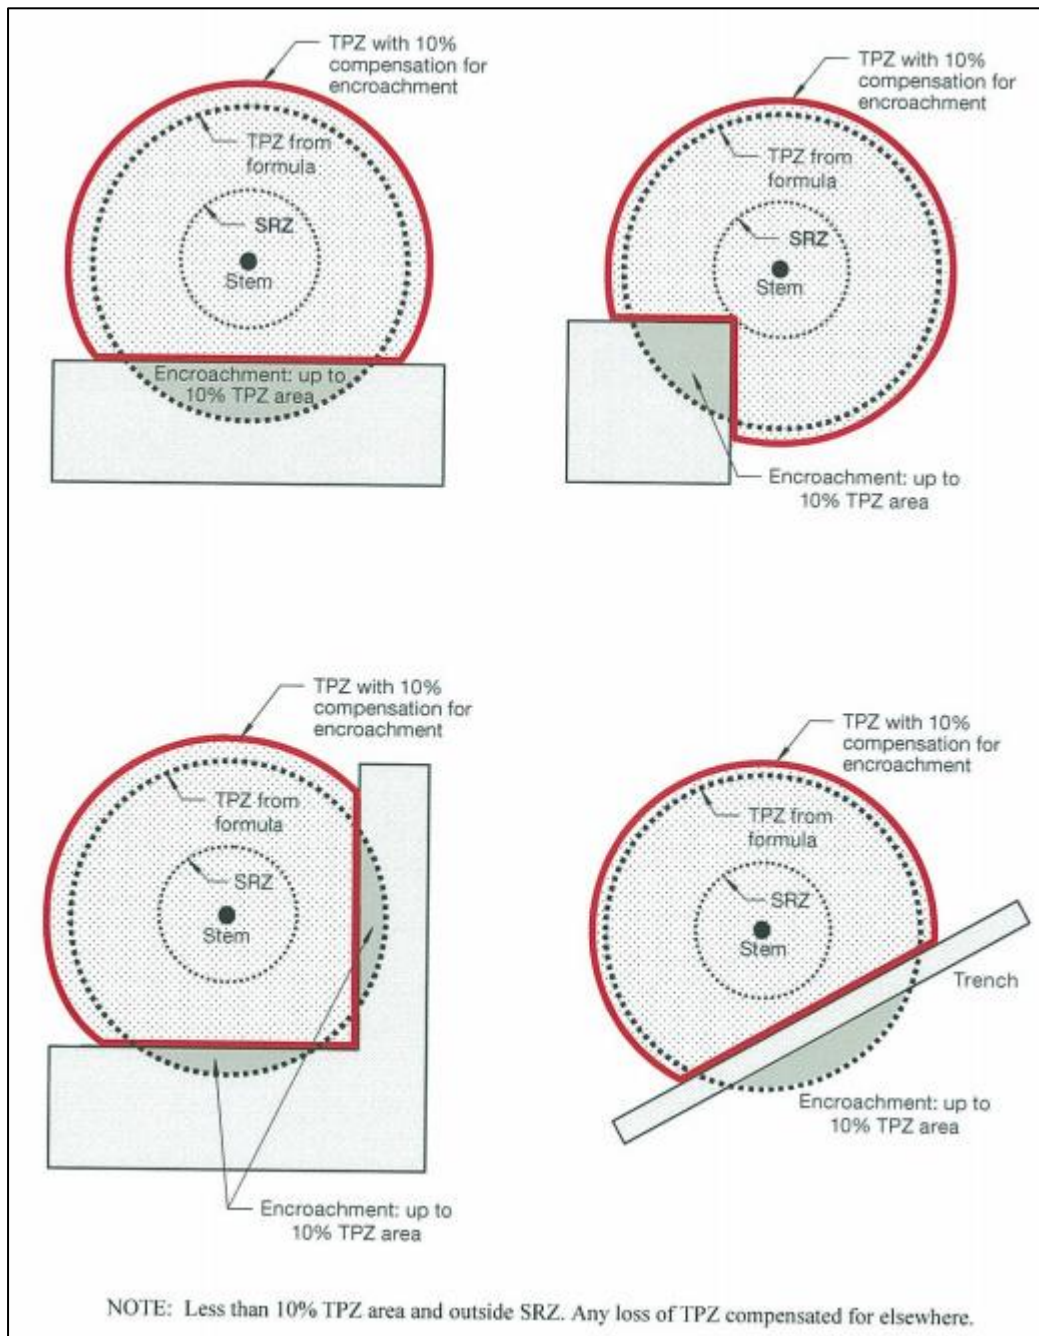 TPZ with 10%
compensation for
encroachment
TPZ from
formula
SRZ
Stem
Encroachment: up to
10% TPZ area
TPZ with 10%
compensation for
encroachment
TPZ from
formula
SRZ
Stem
Encroachment: up to
10% TPZ area
TPZ with 10%
compensation for
encroachment
TPZ from
formula
SRZ
Stem
Encroachment: up to
10% TPZ area
TPZ with 10%
compensation for
encroachment
TPZ from
formula
SRZ
Stem
Trench
Encroachment: up to
10% TPZ area
NOTE: Less than 10% TPZ area and outside SRZ. Any loss of TPZ compensated for elsewhere.